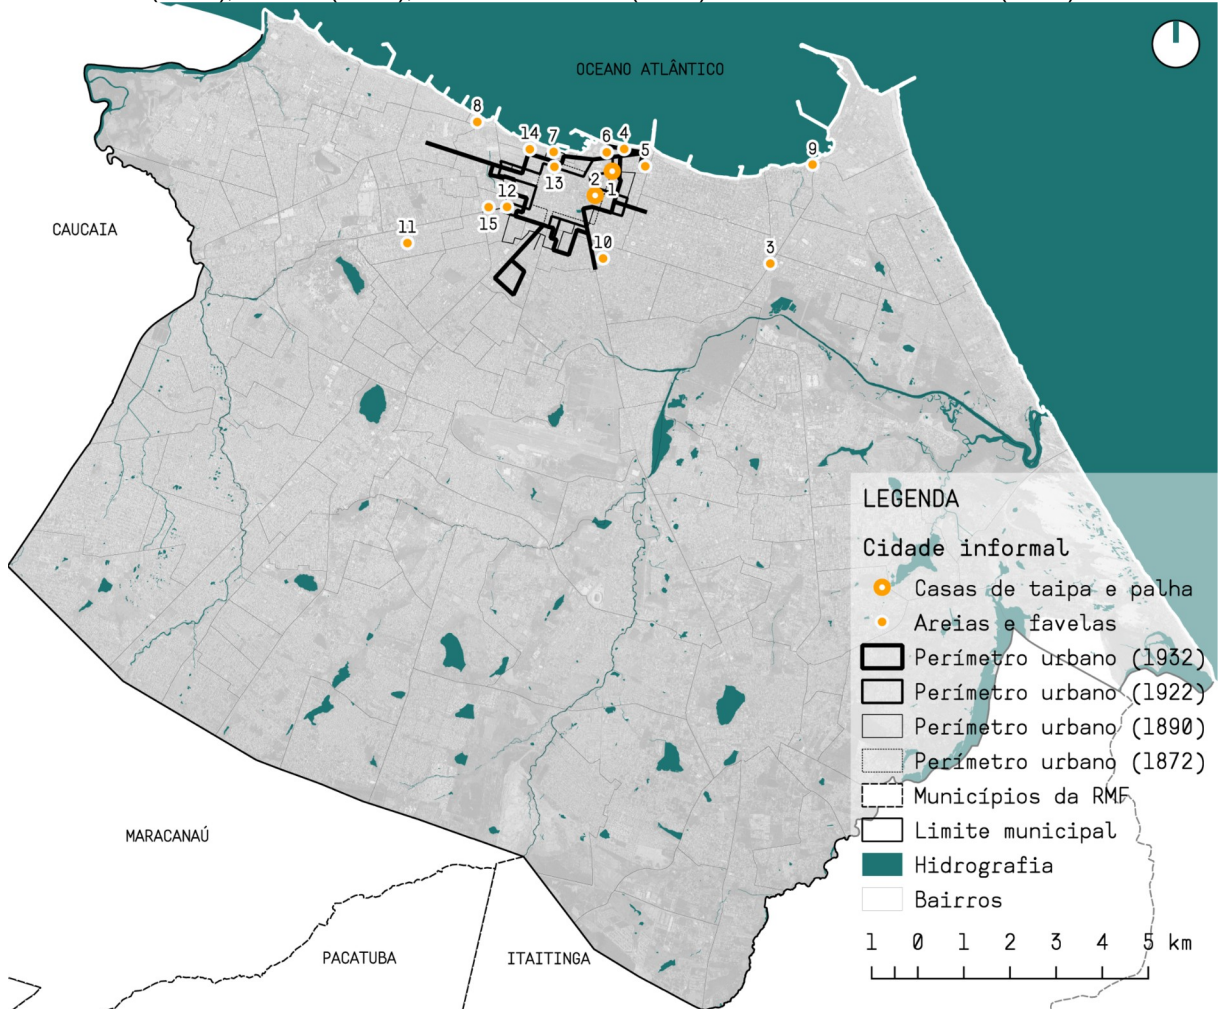 OCEANO ATLÂNTICO
8
14
7
6
4
5
9
13
2
1
12
15
11
10
3
CAUCAIA
LEGENDA
Cidade informal
Casas de taipa e palha
Areias e favelas
Perímetro urbano (1932)
Perímetro urbano (1922)
Perímetro urbano (1890)
Perímetro urbano (1872)
Municípios da RMF
Limite municipal
Hidrografia
Bairros
1 0 1 2 3 4 5 km
MARACANAÚ
PACATUBA
ITAITINGA